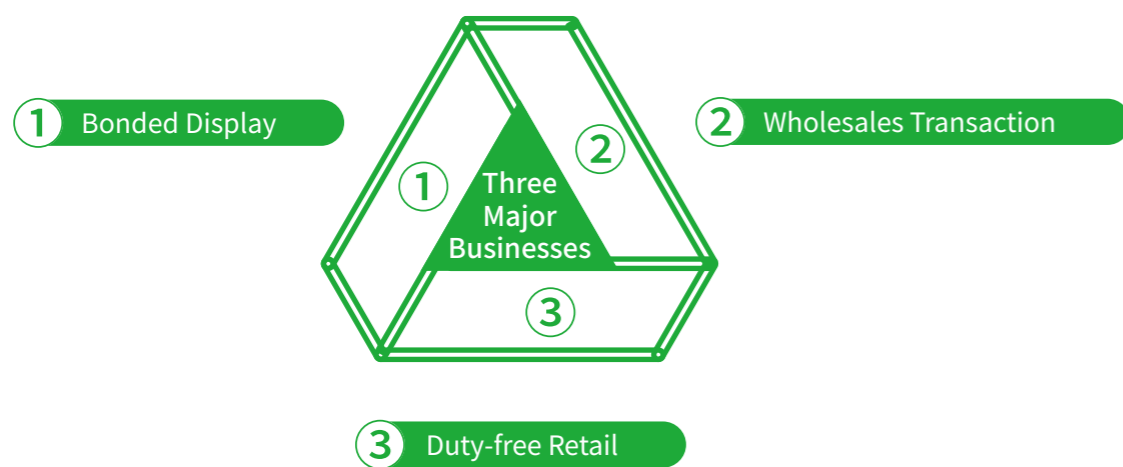 ① Bonded Display
② Wholesales Transaction
①
②
Three
Major
Businesses
③
③ Duty-free Retail